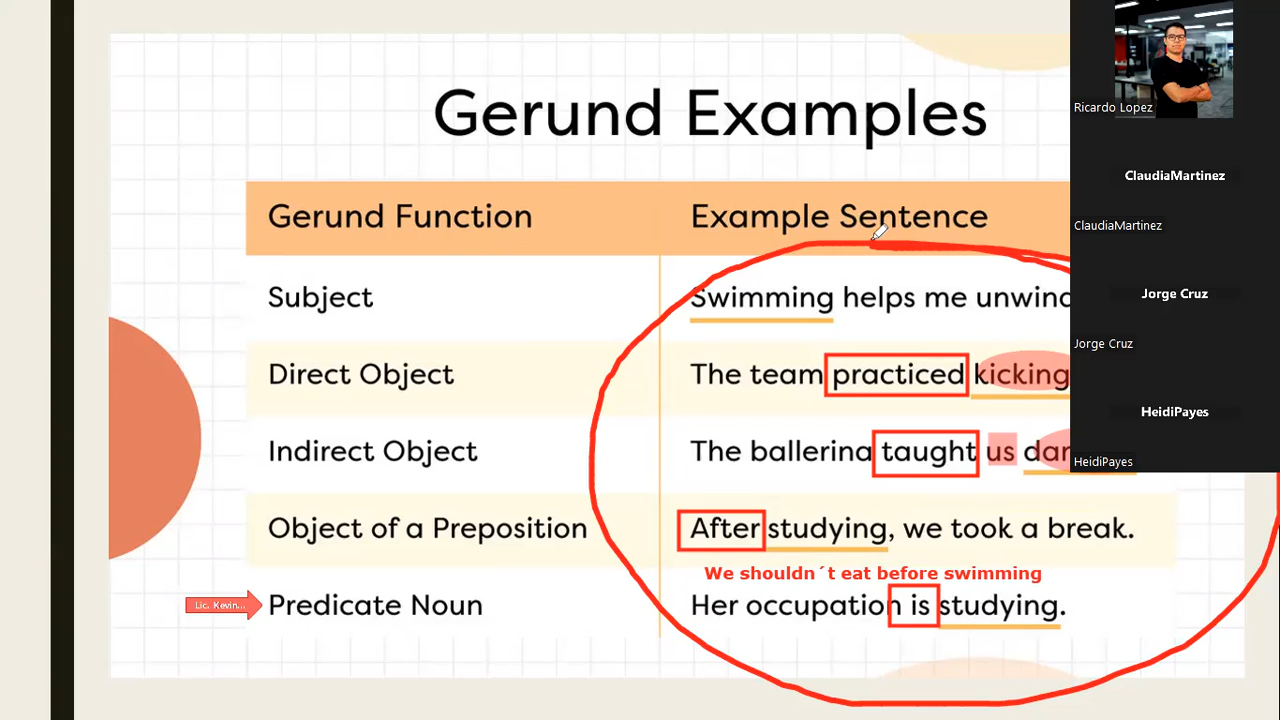 Gerund Examples
Gerund Function
Example Sentence
Subject
Swimming helps me unwind
Direct Object
The team practiced kicking
Indirect Object
The ballerina taught us
Object of a Preposition
After studying, we took a break.
We shouldn´t eat before swimming
Lic. Kevin...
Predicate Noun
Her occupation is studying.
Ricardo Lopez
ClaudiaMartinez
ClaudiaMartinez
Jorge Cruz
Jorge Cruz
HeidiPayes
HeidiPayes